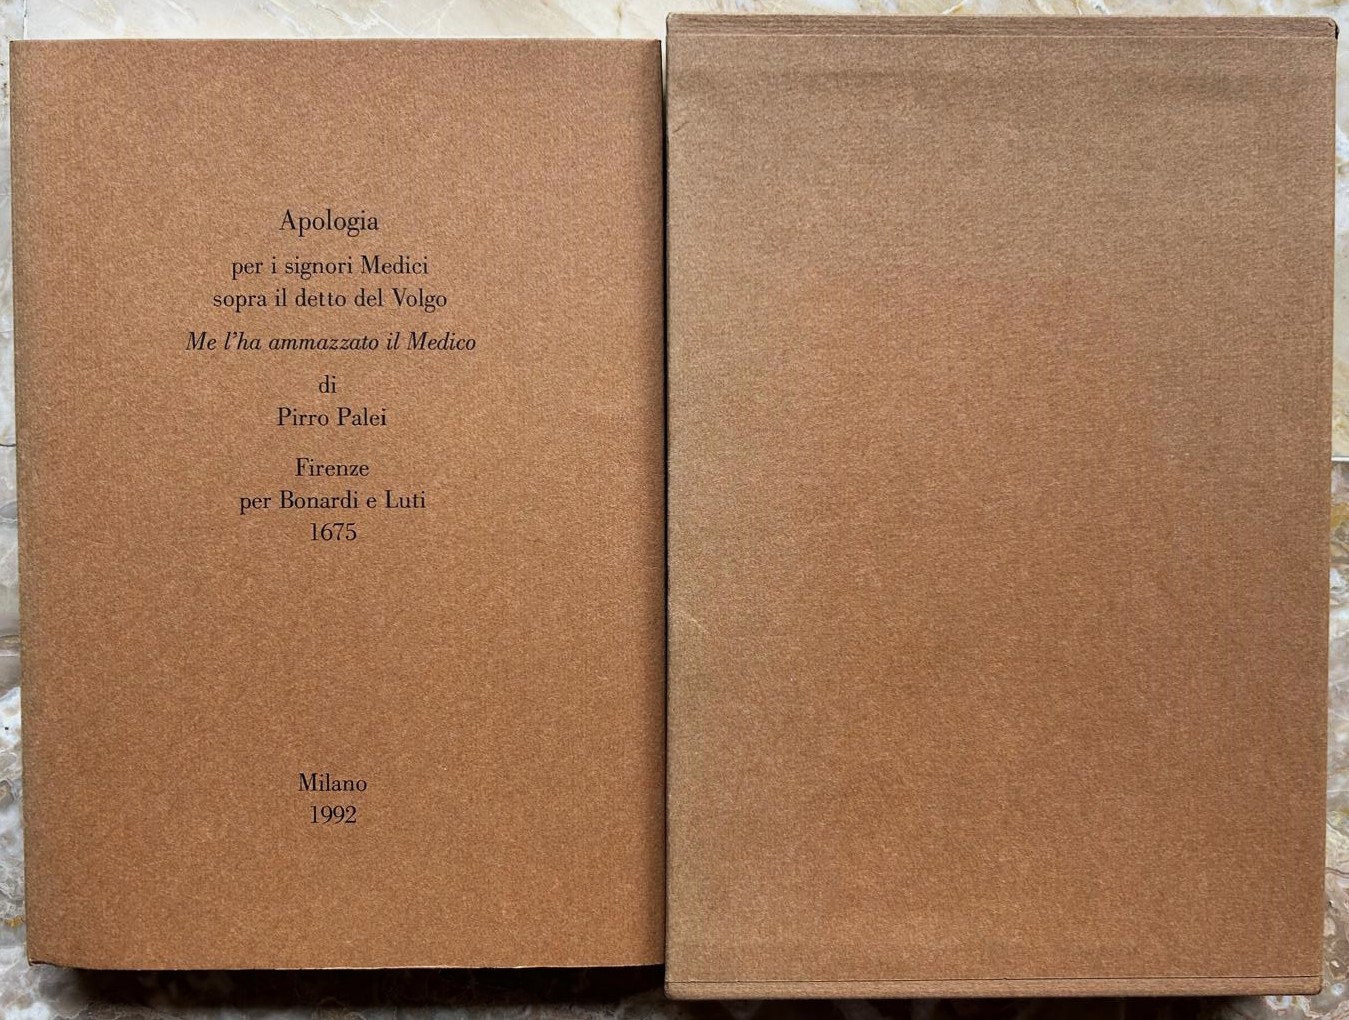 Apologia
per i signori Medici
sopra il detto del Volgo
Me l'ha ammazzato il Medico
di
Pirro Palei
Firenze
per Bonardi e Luti
1675
Milano
1992